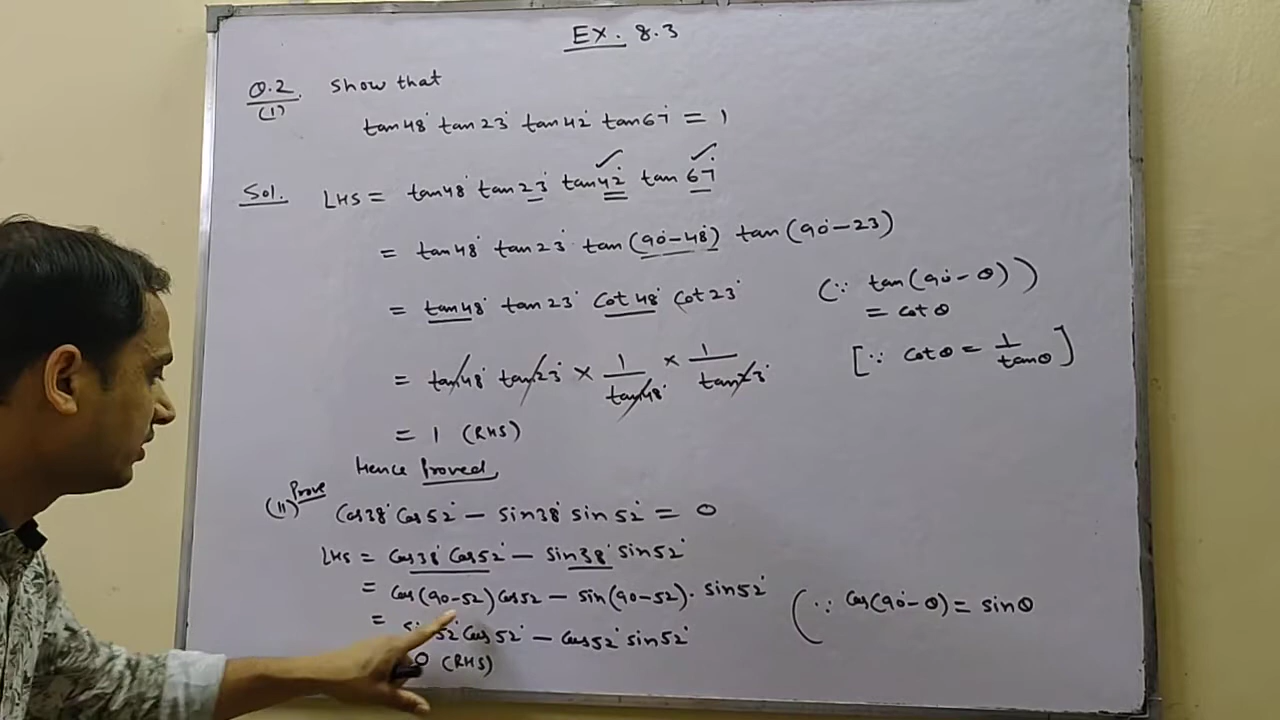 EX. 8.3
Q.2 (1) Show that
tan48° tan23° tan42° tan67° = 1
Sol. LHS = tan48° tan23° tan42° tan67°
= tan48° tan23° tan(90°-48°) tan(90°-23)
= tan48° tan23° cot48° cot23° (∵ tan(90°-θ))
= cotθ
= tan48° tan23° × 1/tan48° × 1/tan23° [∵ cotθ = 1/tanθ]
= 1 (RHS)
Hence Proved,
(11) Prove
Cos38° Cos52° - sin38° sin52° = 0
LHS = Cos38° Cos52° - sin38° sin52°
= Cos(90-52) Cos52 - sin(90-52). sin52° (∵ Cos(90°-θ) = sinθ
= Cos52° - Cos52° sin52°
0 (RHS)